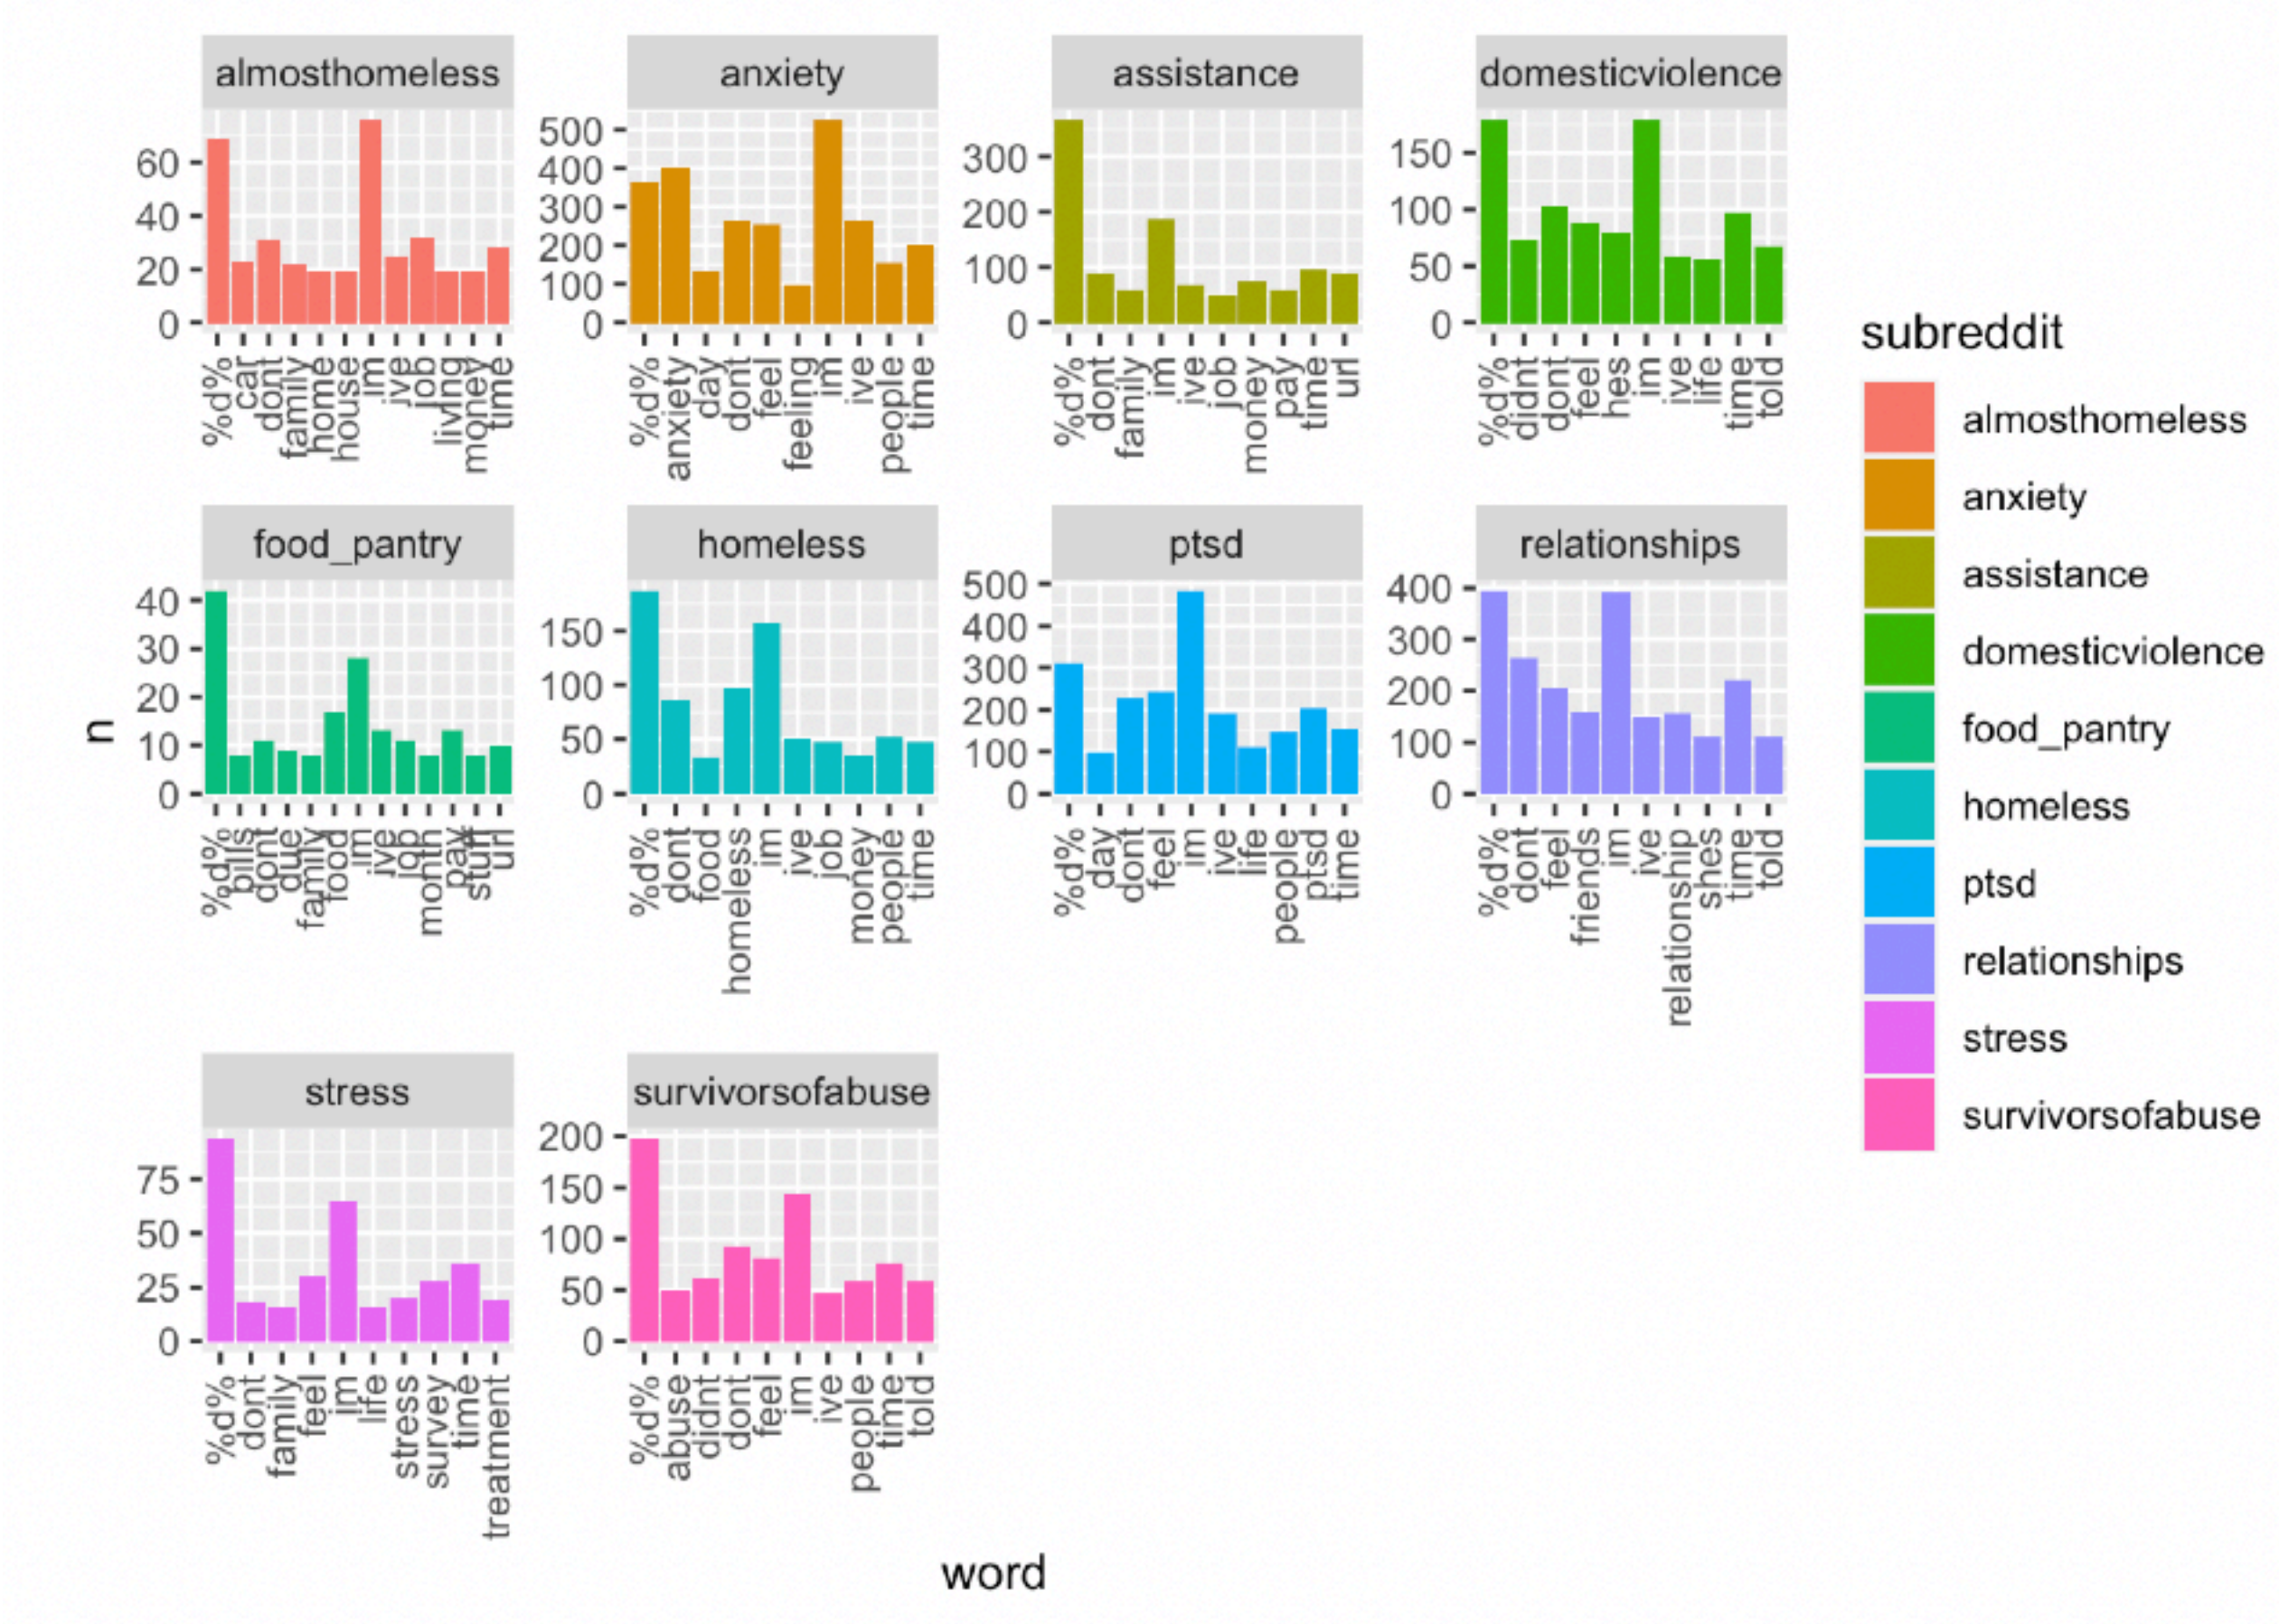 almosthomeless
anxiety
assistance
domesticviolence
60
40
20
0
500
400
300
200
100
0
300
200
100
0
150
100
50
0
%d%
car
dont
family
home
house
im
ive
job
living
money
time
%d%
anxiety
day
dont
feel
feeling
im
ive
people
time
%d%
dont
family
im
ive
job
money
pay
time
url
%d%
didnt
dont
feel
hes
im
ive
life
time
told
food_pantry
homeless
ptsd
relationships
40
30
20
10
0
150
100
50
0
500
400
300
200
100
0
400
300
200
100
0
%d%
bills
dont
due
family
food
im
ive
job
month
pay
stuff
url
%d%
dont
food
homeless
im
ive
job
money
people
time
%d%
day
dont
feel
im
ive
life
people
ptsd
time
%d%
dont
feel
friends
im
ive
relationship
shes
time
told
stress
survivorsofabuse
75
50
25
0
200
150
100
50
0
%d%
dont
family
feel
im
life
stress
survey
time
treatment
%d%
abuse
didnt
dont
feel
im
ive
people
time
told
n
word
subreddit
almosthomeless
anxiety
assistance
domesticviolence
food_pantry
homeless
ptsd
relationships
stress
survivorsofabuse